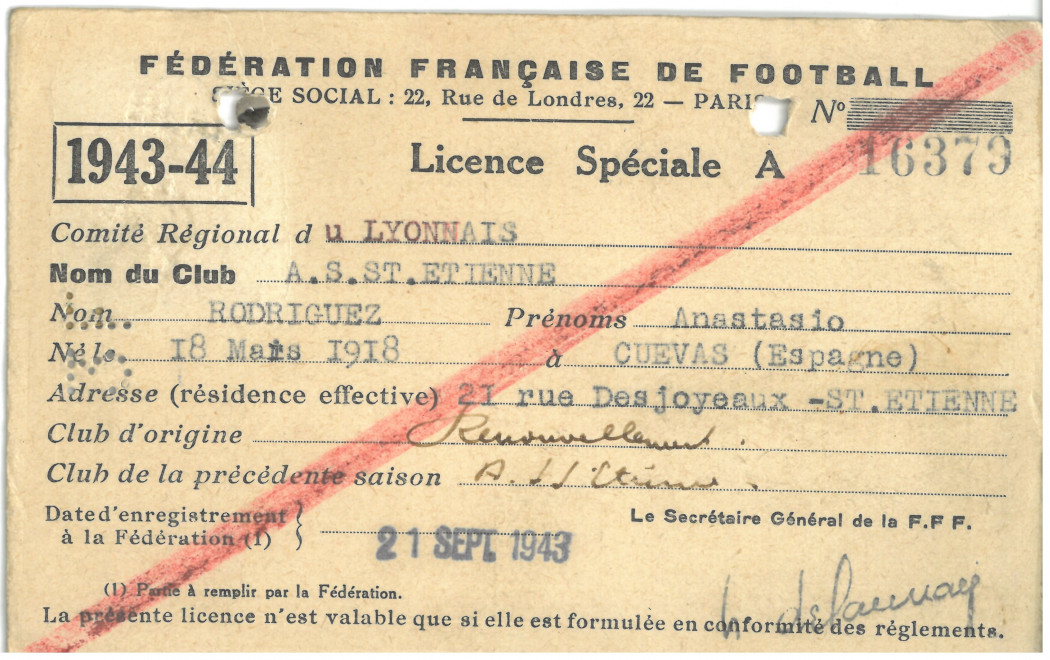 FÉDÉRATION FRANÇAISE DE FOOTBALL
SIÈGE SOCIAL : 22, Rue de Londres, 22 — PARIS
N° 16379
1943-44
Licence Spéciale A
Comité Régional d u LYONNAIS
Nom du Club A.S.ST.ETIENNE
Nom RODRIGUEZ Prénoms Anastasio
Né le 18 Mars 1918 à CUEVAS (Espagne)
Adresse (résidence effective) 21 rue Desjoyeaux -ST.ETIENNE
Club d'origine Renouvellement.
Club de la précédente saison A. S. St Etienne.
Date d'enregistrement à la Fédération (1) 21 SEPT. 1943
Le Secrétaire Général de la F.F F.
(1) Partie à remplir par la Fédération.
h delaunay
La présente licence n'est valable que si elle est formulée en conformité des réglements.